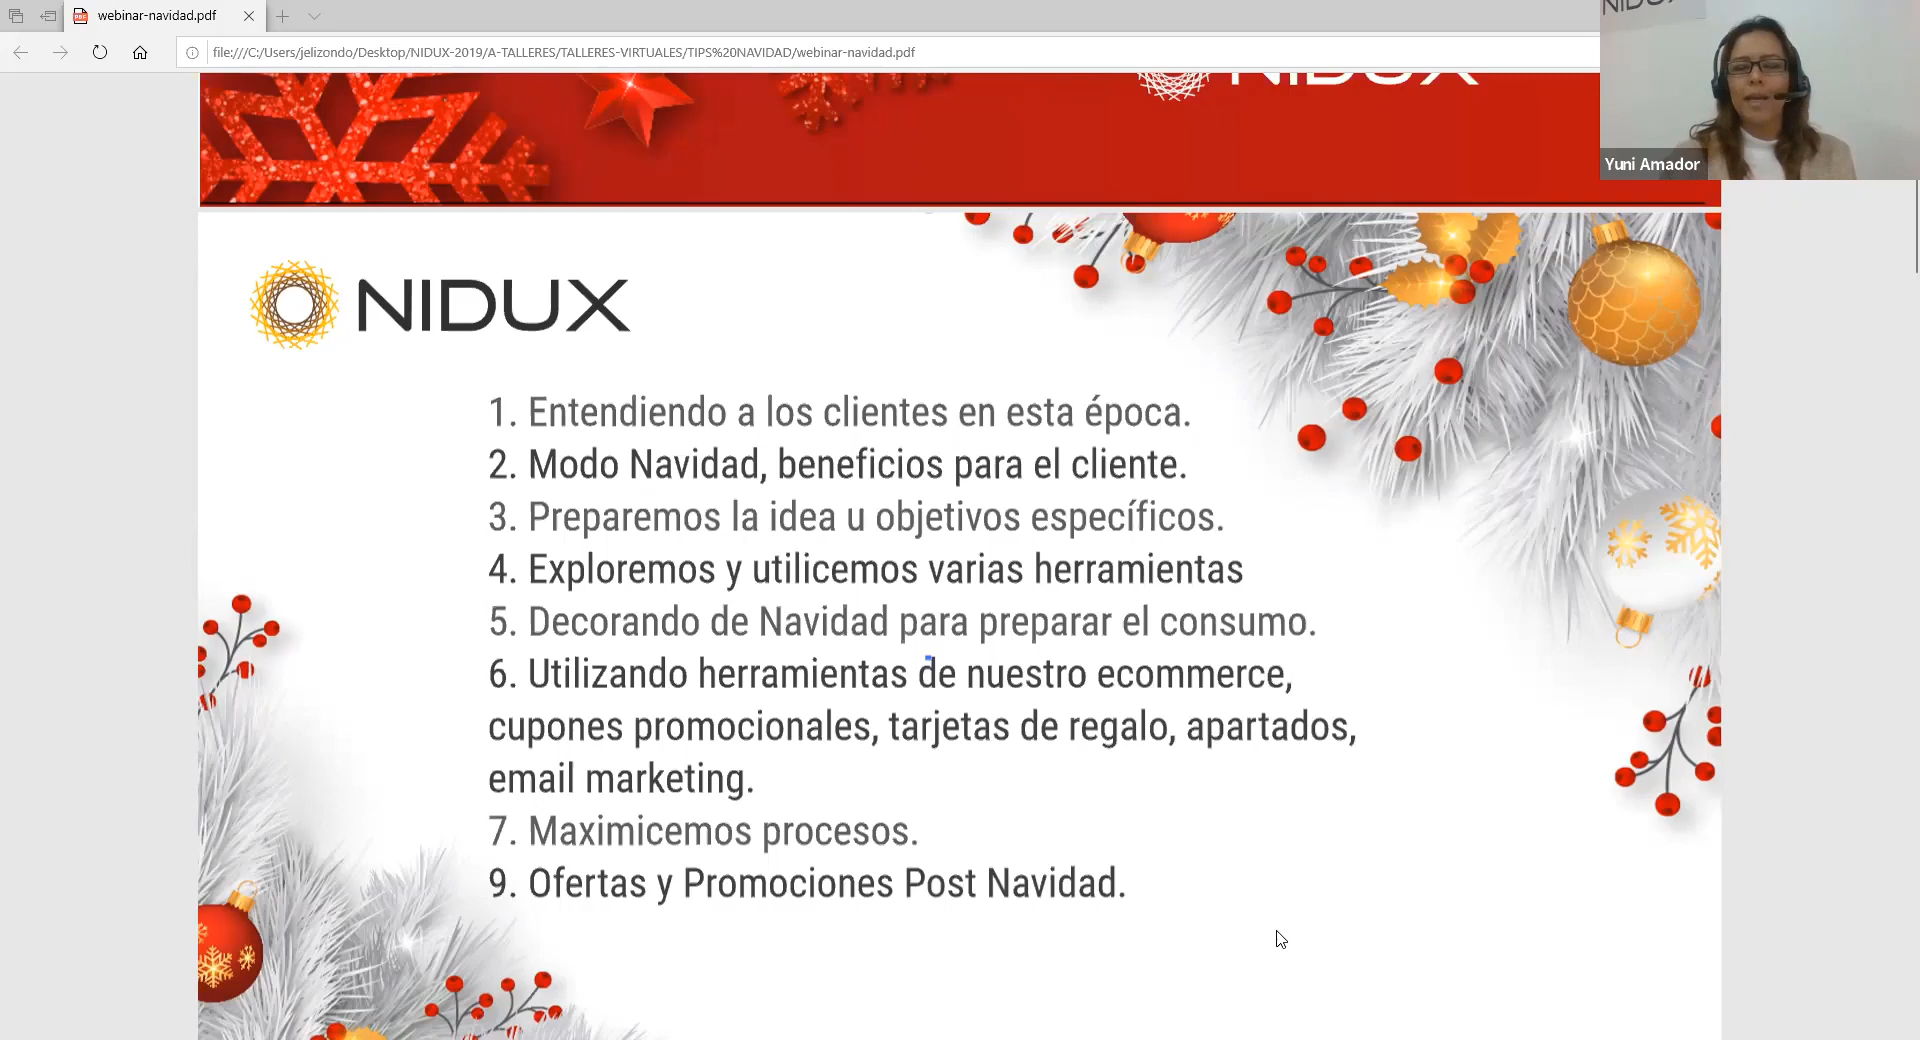 webinar-navidad.pdf
file:///C:/Users/jelizondo/Desktop/NIDUX-2019/A-TALLERES/TALLERES-VIRTUALES/TIPS%20NAVIDAD/webinar-navidad.pdf
NIDUX
NIDUX
Yuni Amador
NIDUX
1. Entendiendo a los clientes en esta época.
2. Modo Navidad, beneficios para el cliente.
3. Preparemos la idea u objetivos específicos.
4. Exploremos y utilicemos varias herramientas
5. Decorando de Navidad para preparar el consumo.
6. Utilizando herramientas de nuestro ecommerce,
cupones promocionales, tarjetas de regalo, apartados,
email marketing.
7. Maximicemos procesos.
9. Ofertas y Promociones Post Navidad.